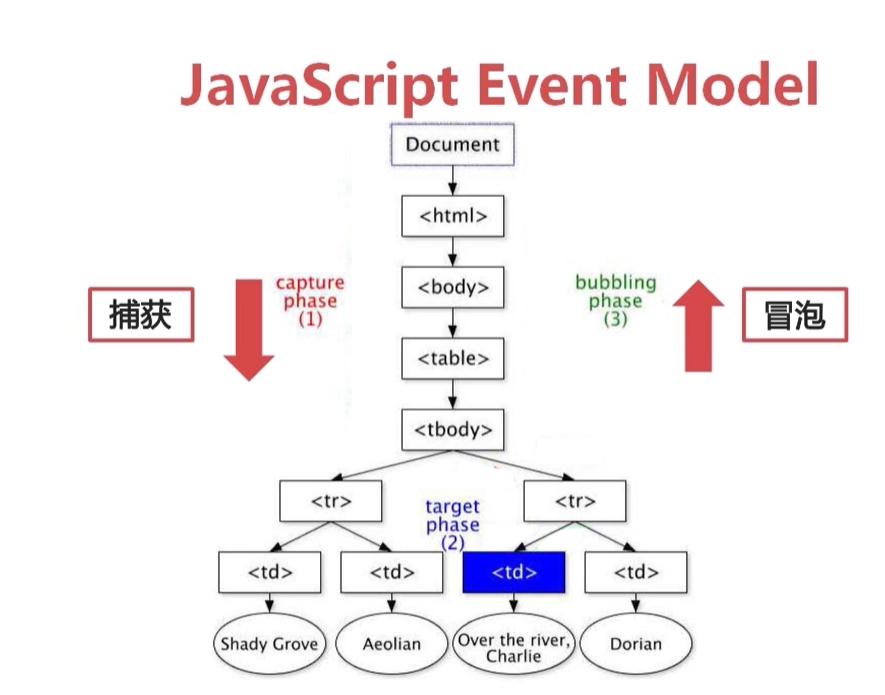 JavaScript Event Model
Document
<html>
捕获
capture
phase
(1)
<body>
bubbling
phase
(3)
冒泡
<table>
<tbody>
<tr>
target
phase
(2)
<tr>
<td>
<td>
<td>
<td>
Shady Grove
Aeolian
Over the river,
Charlie
Dorian